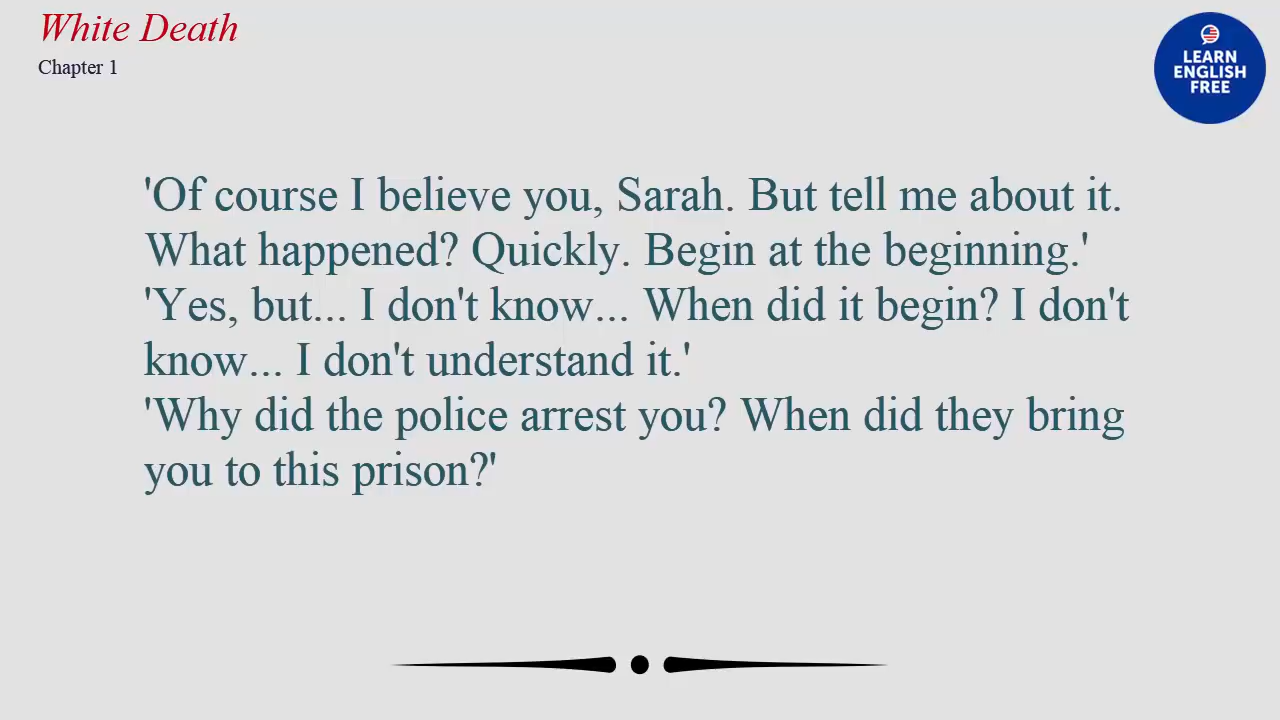 White Death
Chapter 1
LEARN
ENGLISH
FREE
'Of course I believe you, Sarah. But tell me about it.
What happened? Quickly. Begin at the beginning.'
'Yes, but... I don't know... When did it begin? I don't
know... I don't understand it.'
'Why did the police arrest you? When did they bring
you to this prison?'